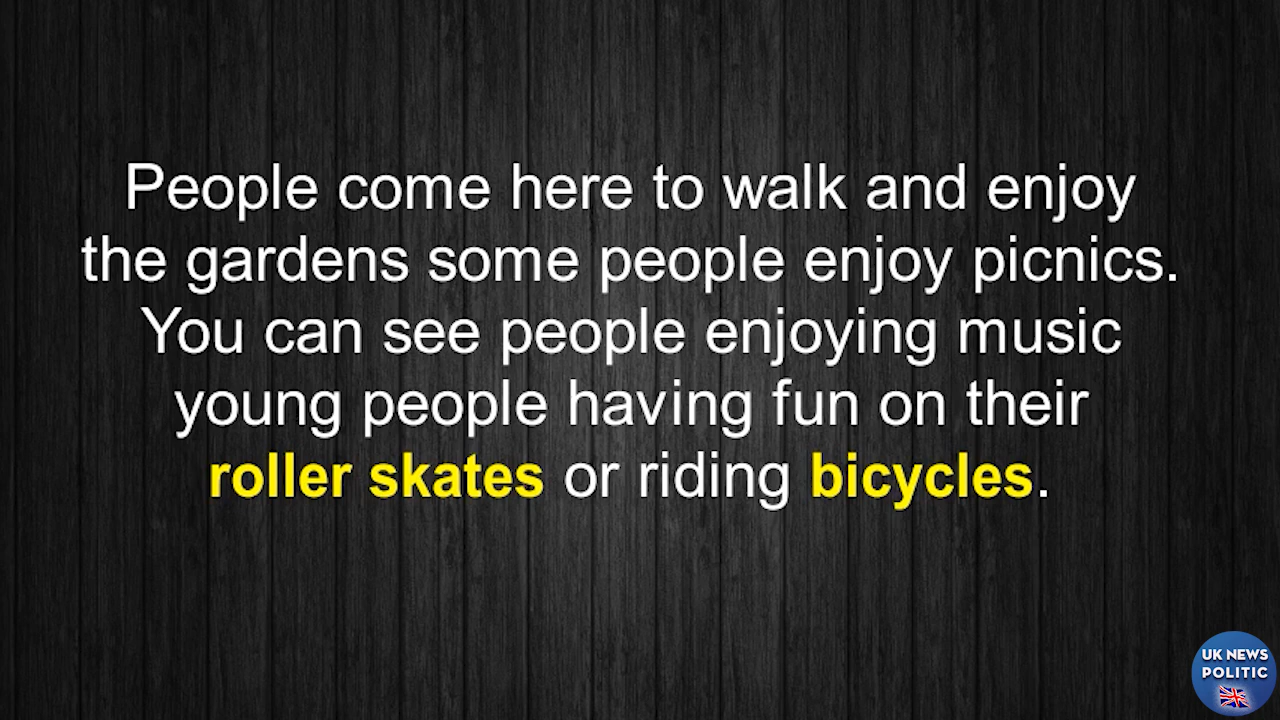 People come here to walk and enjoy
the gardens some people enjoy picnics.
You can see people enjoying music
young people having fun on their
roller skates or riding bicycles.
UK NEWS
POLITIC